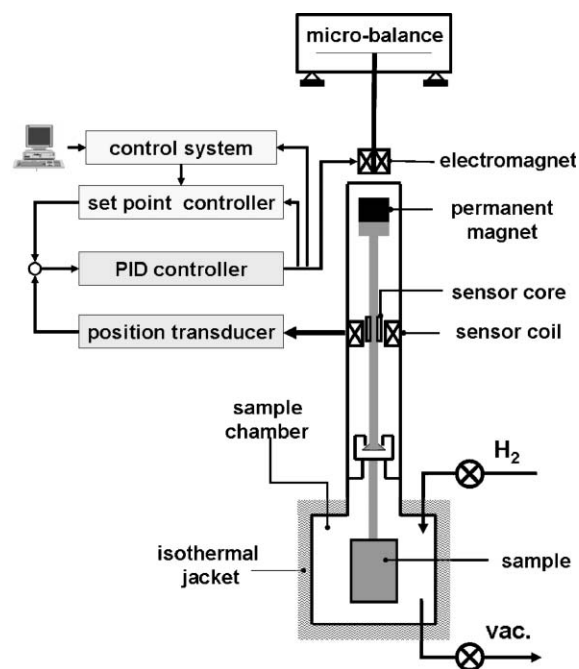 micro-balance
control system
electromagnet
set point controller
permanent
magnet
PID controller
sensor core
position transducer
sensor coil
sample
chamber
H₂
isothermal
jacket
sample
vac.